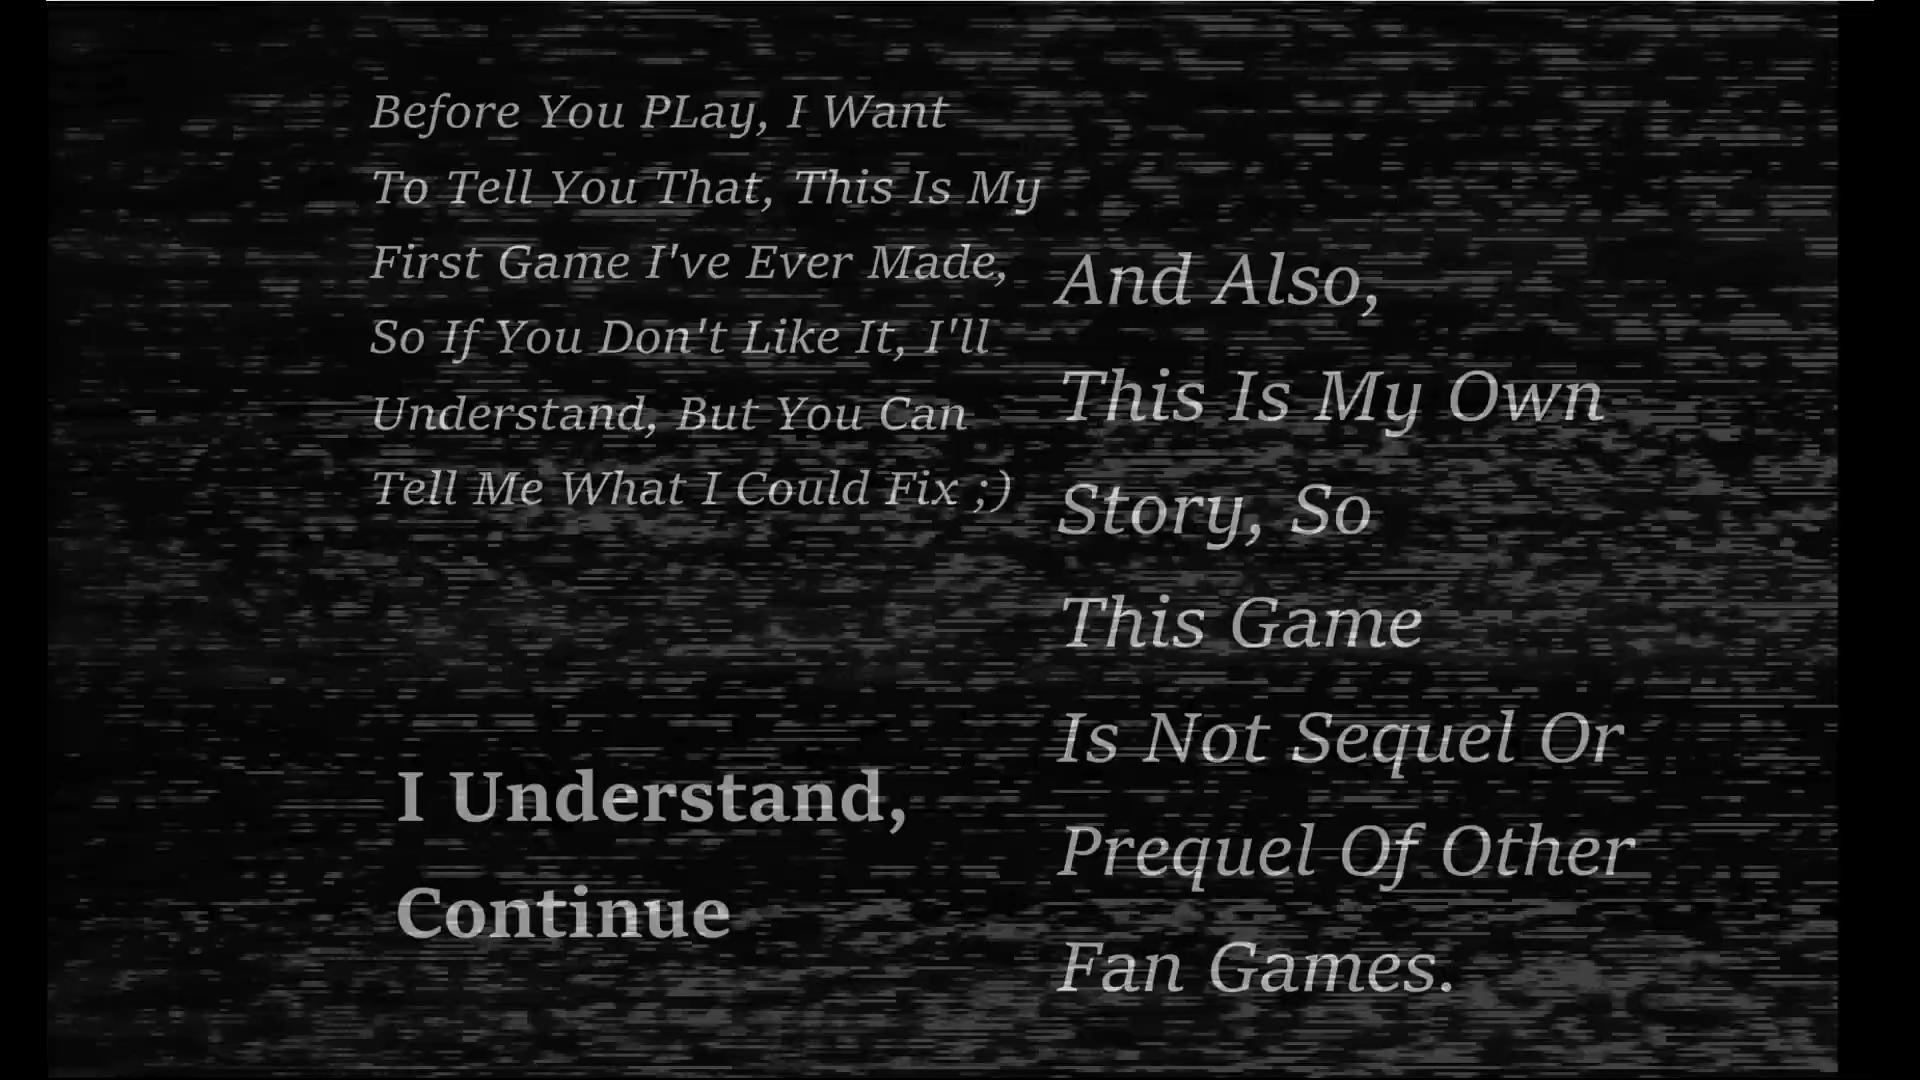 Before You PLay, I Want
To Tell You That, This Is My
First Game I've Ever Made,
So If You Don't Like It, I'll
Understand, But You Can
Tell Me What I Could Fix ;)
And Also,
This Is My Own
Story, So
This Game
Is Not Sequel Or
Prequel Of Other
Fan Games.
I Understand,
Continue